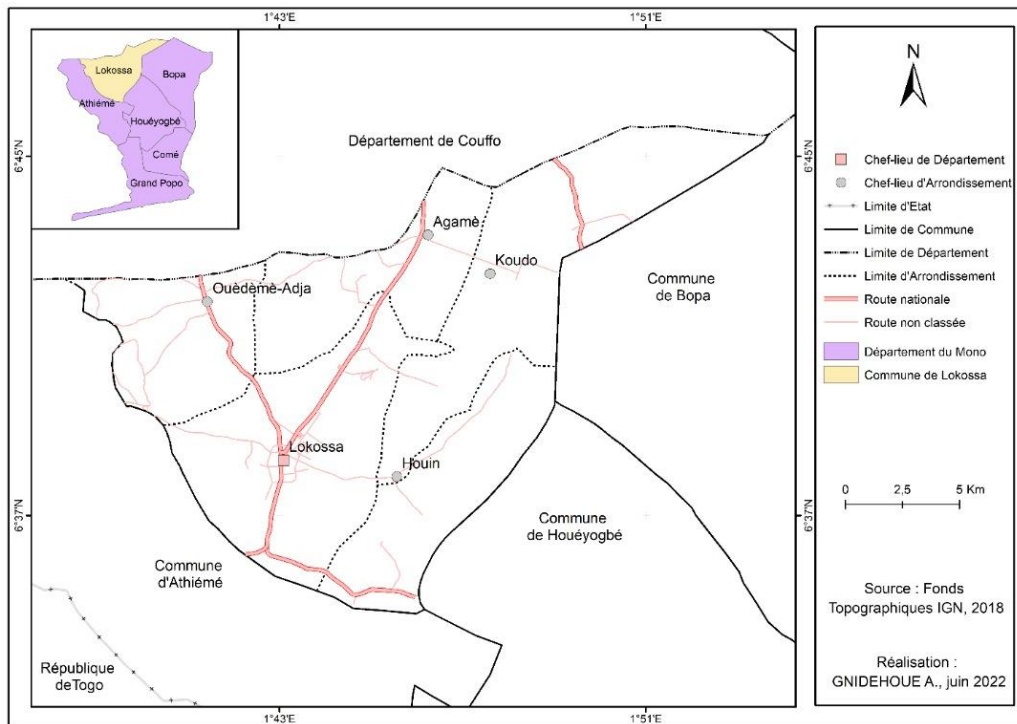 1°43'E
1°51'E
Lokossa
Bopa
Athiémé
Houéyogbé
Comé
Grand Popo
Département de Couffo
6°45'N
6°45'N
Agamè
Koudo
Ouèdèmè-Adja
Commune
de Bopa
Lokossa
Houin
6°37'N
6°37'N
Commune
de Houéyogbé
Commune
d'Athiémé
République
deTogo
1°43'E
1°51'E
N
Chef-lieu de Département
Chef-lieu d'Arrondissement
Limite d'Etat
Limite de Commune
Limite de Département
Limite d'Arrondissement
Route nationale
Route non classée
Département du Mono
Commune de Lokossa
0 2,5 5 Km
Source : Fonds
Topographiques IGN, 2018
Réalisation :
GNIDEHOUE A., juin 2022